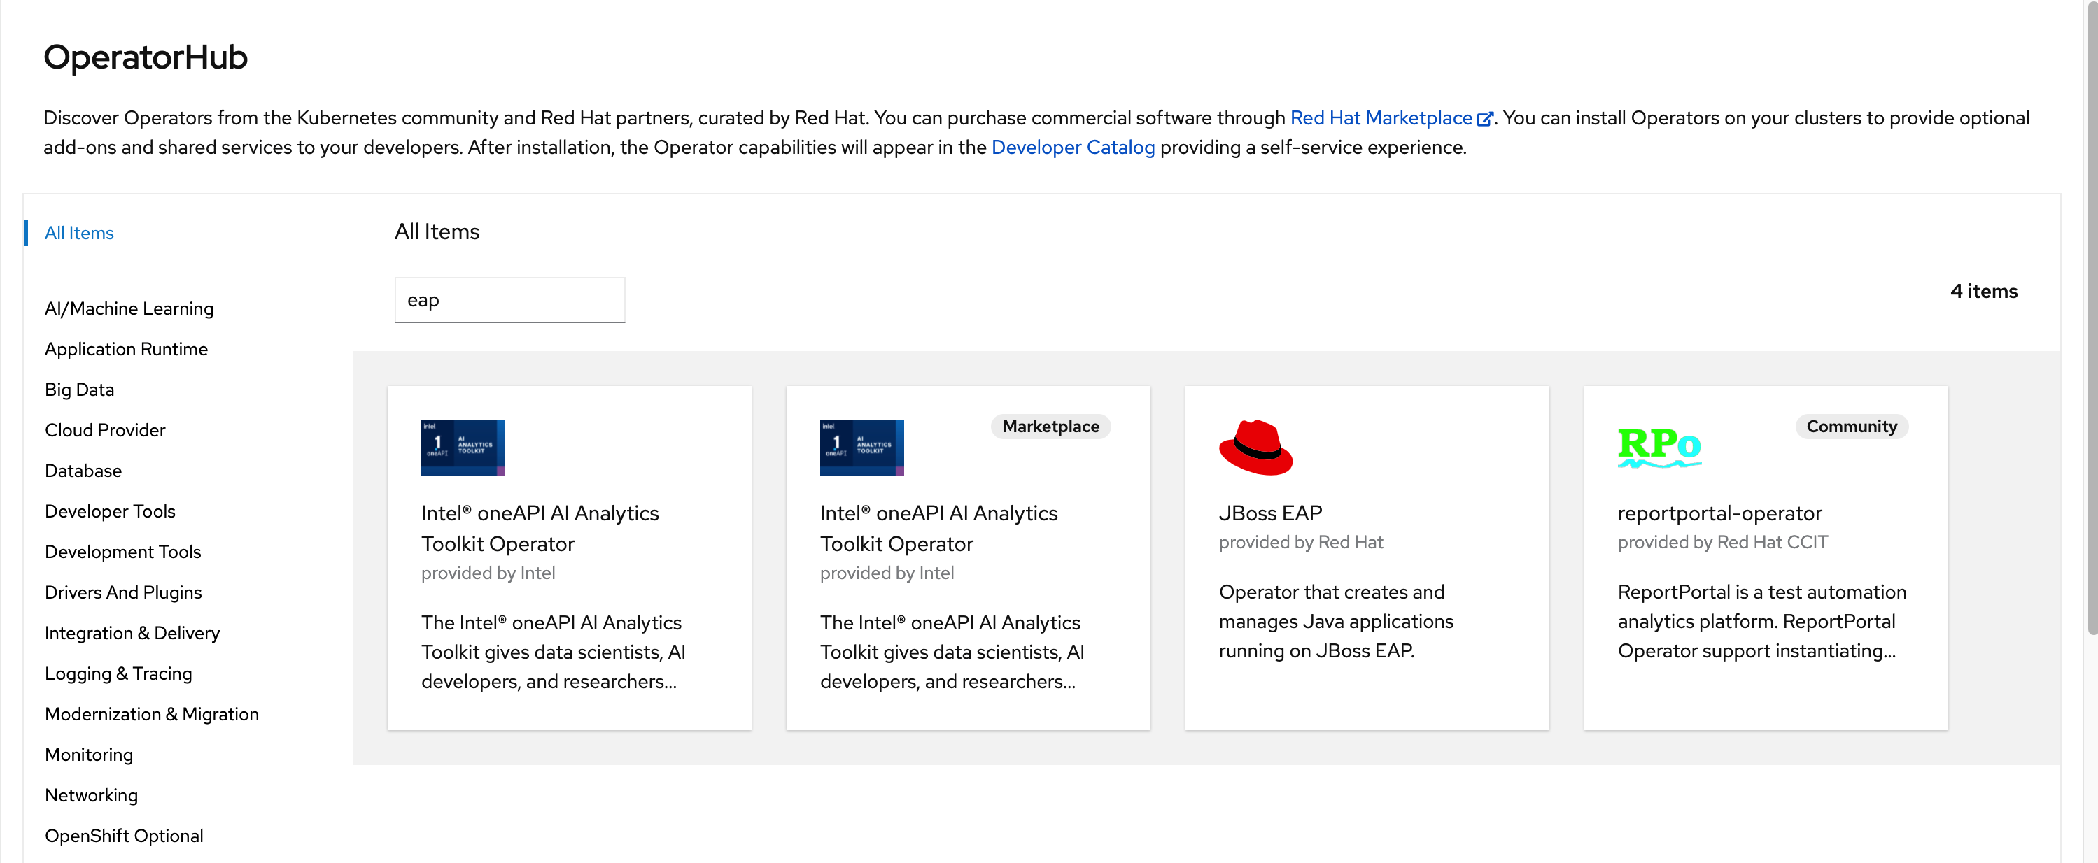 OperatorHub
Discover Operators from the Kubernetes community and Red Hat partners, curated by Red Hat. You can purchase commercial software through Red Hat Marketplace. You can install Operators on your clusters to provide optional
add-ons and shared services to your developers. After installation, the Operator capabilities will appear in the Developer Catalog providing a self-service experience.
All Items
AI/Machine Learning
Application Runtime
Big Data
Cloud Provider
Database
Developer Tools
Development Tools
Drivers And Plugins
Integration & Delivery
Logging & Tracing
Modernization & Migration
Monitoring
Networking
OpenShift Optional
All Items
eap
4 items
intel
1
oneAPI
AI
ANALYTICS
TOOLKIT
Intel® oneAPI AI Analytics
Toolkit Operator
provided by Intel
The Intel® oneAPI AI Analytics
Toolkit gives data scientists, AI
developers, and researchers...
intel
1
oneAPI
AI
ANALYTICS
TOOLKIT
Marketplace
Intel® oneAPI AI Analytics
Toolkit Operator
provided by Intel
The Intel® oneAPI AI Analytics
Toolkit gives data scientists, AI
developers, and researchers...
JBoss EAP
provided by Red Hat
Operator that creates and
manages Java applications
running on JBoss EAP.
RPo
Community
reportportal-operator
provided by Red Hat CCIT
ReportPortal is a test automation
analytics platform. ReportPortal
Operator support instantiating...